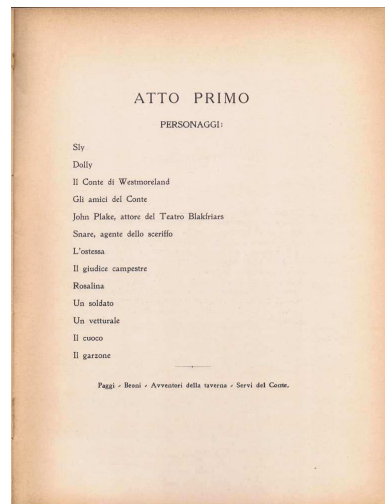 ATTO PRIMO
PERSONAGGI:
Sly
Dolly
Il Conte di Westmoreland
Gli amici del Conte
John Plake, attore del Teatro Blakfriars
Snare, agente dello sceriffo
L'ostessa
Il giudice campestre
Rosalina
Un soldato
Un vetturale
Il cuoco
Il garzone
Paggi - Beoni - Avventori della taverna - Servi del Conte.